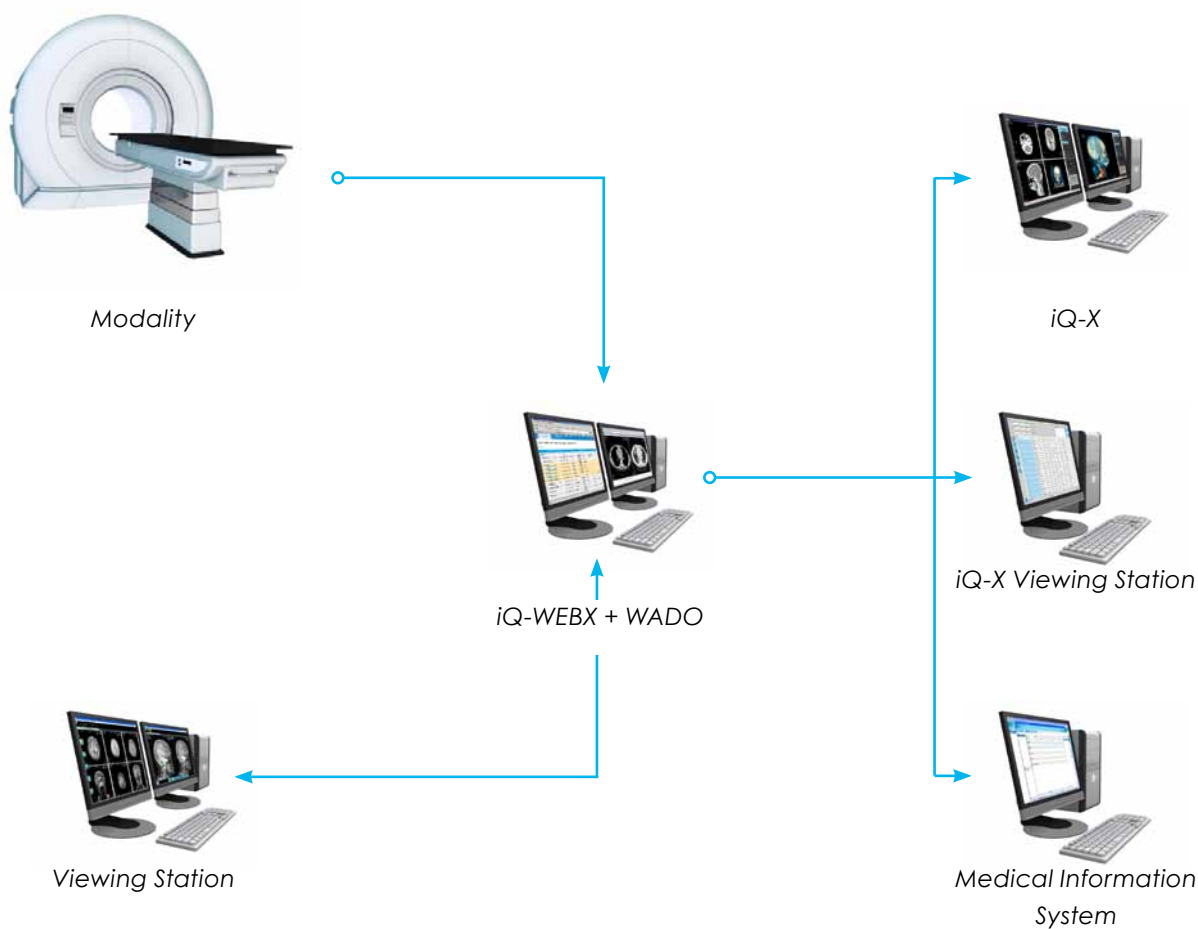 Modality
iQ-X
iQ-WEBX + WADO
iQ-X Viewing Station
Viewing Station
Medical Information
System